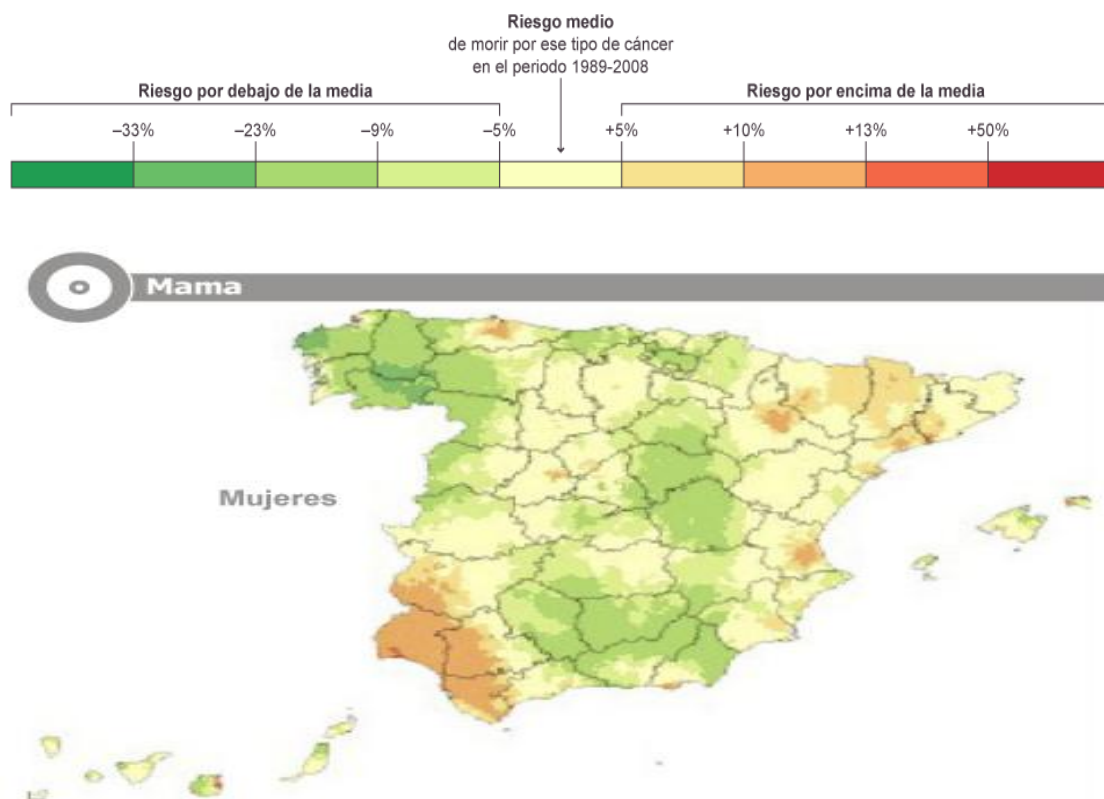 Riesgo medio
de morir por ese tipo de cáncer
en el periodo 1989-2008
Riesgo por debajo de la media
Riesgo por encima de la media
–33% –23% –9% –5% +5% +10% +13% +50%
Mama
Mujeres